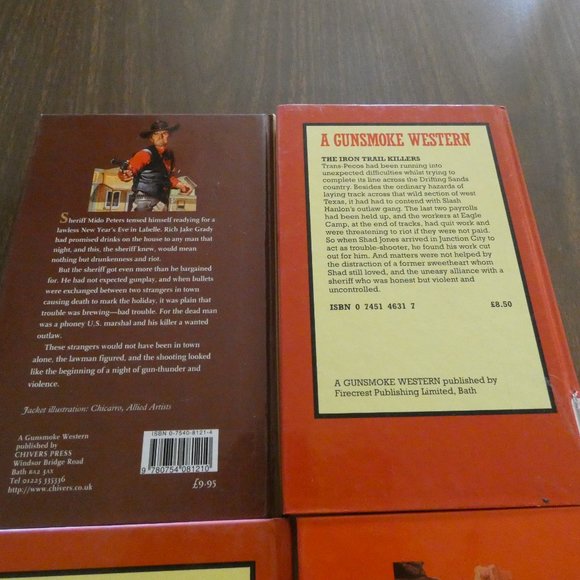 Sheriff Mido Peters tensed himself readying for a
lawless New Year's Eve in Labelle. Rich Jake Grady
had promised drinks on the house to any man that
night, and this, the sheriff knew, would mean
nothing but drunkenness and riot.
But the sheriff got even more than he bargained
for. He had not expected gunplay, and when bullets
were exchanged between two strangers in town
causing death to mark the holiday, it was plain that
trouble was brewing—bad trouble. For the dead man
was a phoney U.S. marshal and his killer a wanted
outlaw.
These strangers would not have been in town
alone, the lawman figured, and the shooting looked
like the beginning of a night of gun-thunder and
violence.
Jacket illustration: Chicarro, Allied Artists
A Gunsmoke Western
published by
CHIVERS PRESS
Windsor Bridge Road
Bath BA2 3AX
Tel 01225 335336
http://www.chivers.co.uk
ISBN 0-7540-8121-4
9 780754 081210
£9.95
A GUNSMOKE WESTERN
THE IRON TRAIL KILLERS
Trans-Pecos had been running into
unexpected difficulties whilst trying to
complete its line across the Drifting Sands
country. Besides the ordinary hazards of
laying track across that wild section of west
Texas, it had had to contend with Slash
Hanlon's outlaw gang. The last two payrolls
had been held up, and the workers at Eagle
Camp, at the end of tracks, had quit work and
were threatening to riot if they were not paid.
So when Shad Jones arrived in Junction City to
act as trouble-shooter, he found his work cut
out for him. And matters were not helped by
the distraction of a former sweetheart whom
Shad still loved, and the uneasy alliance with a
sheriff who was honest but violent and
uncontrolled.
ISBN 0 7451 4631 7
£8.50
A GUNSMOKE WESTERN published by
Firecrest Publishing Limited, Bath